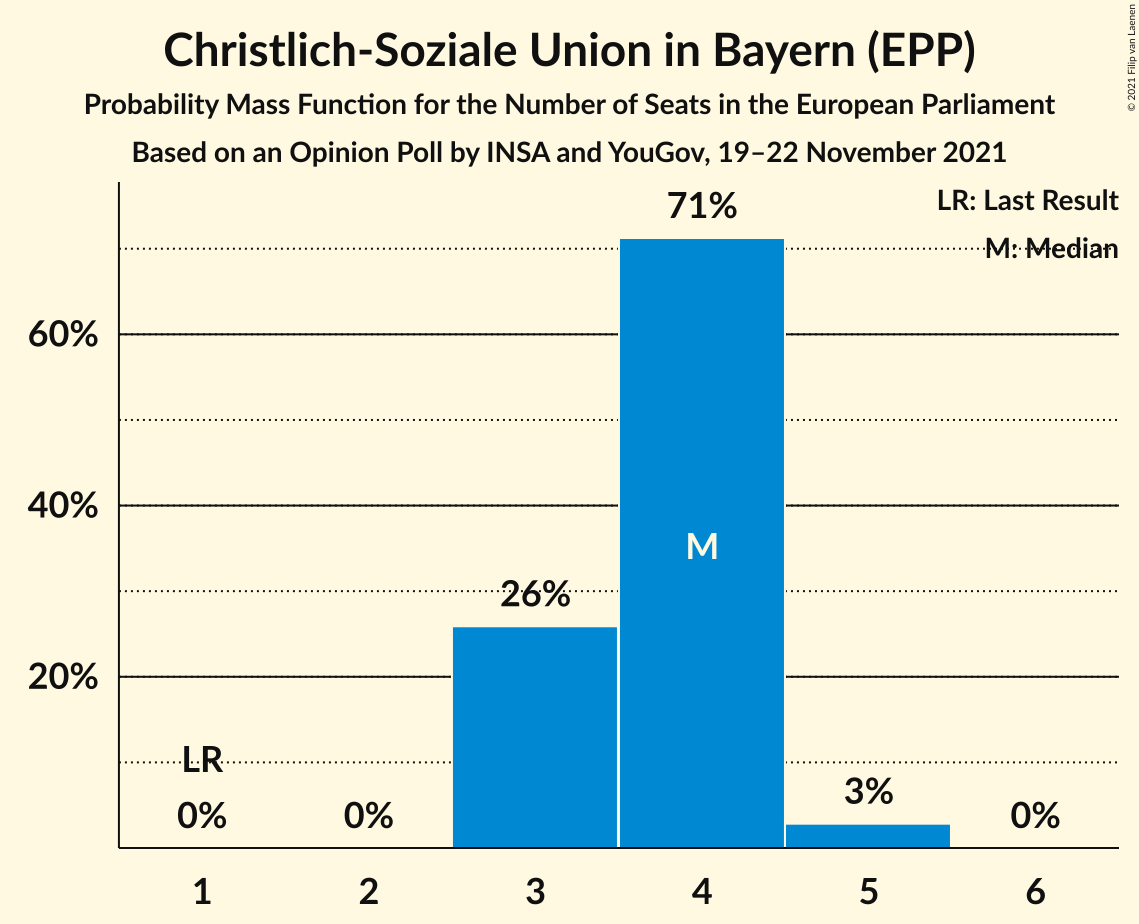 Christlich-Soziale Union in Bayern (EPP)
Probability Mass Function for the Number of Seats in the European Parliament
Based on an Opinion Poll by INSA and YouGov, 19–22 November 2021
© 2021 Filip van Laenen
LR: Last Result
M: Median
71%
60%
40%
M
26%
20%
LR
3%
0%
0%
0%
1
2
3
4
5
6